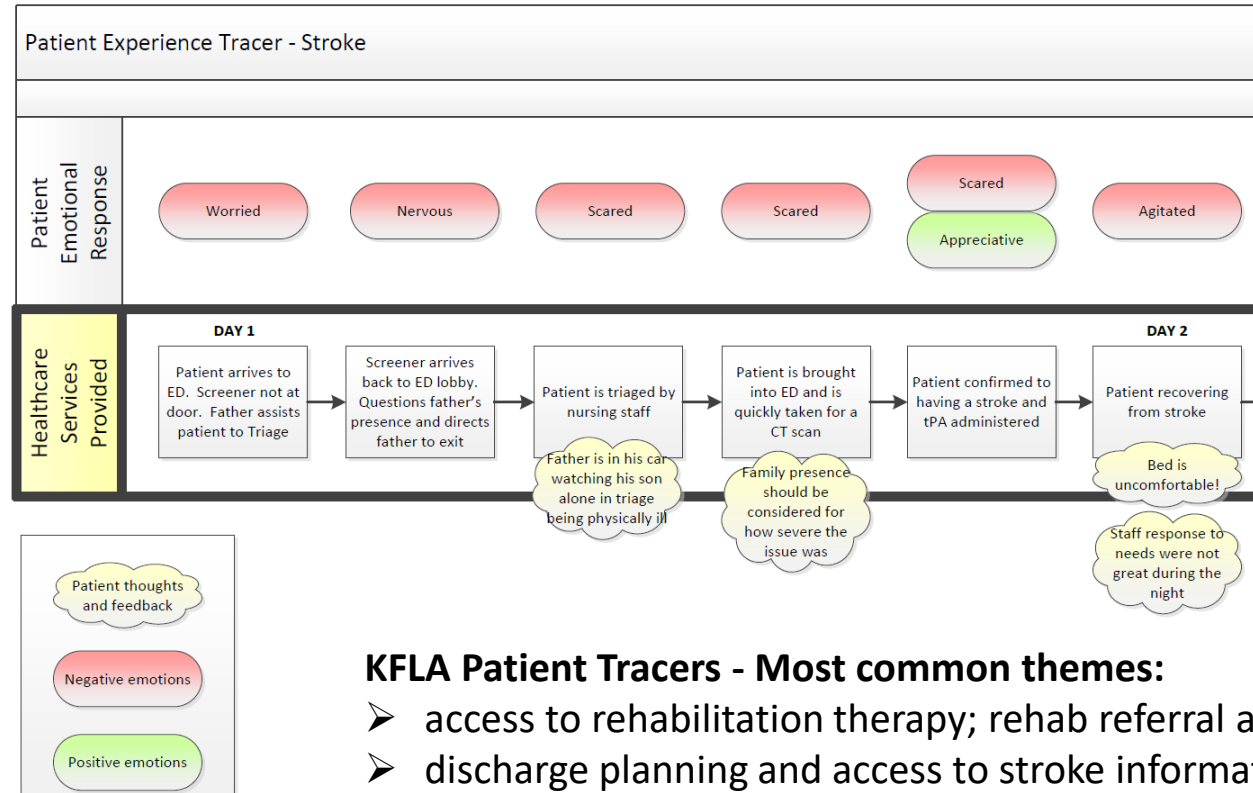 Patient Experience Tracer - Stroke
Patient
Emotional
Response
Worried
Nervous
Scared
Scared
Scared
Appreciative
Agitated
Healthcare
Services
Provided
DAY 1
Patient arrives to
ED. Screener not at
door. Father assists
patient to Triage
Screener arrives
back to ED lobby.
Questions father's
presence and directs
father to exit
Patient is triaged by
nursing staff
Father is in his car
watching his son
alone in triage
being physically ill
Patient is brought
into ED and is
quickly taken for a
CT scan
Family presence
should be
considered for
how severe the
issue was
Patient confirmed to
having a stroke and
tPA administered
DAY 2
Patient recovering
from stroke
Bed is
uncomfortable!
Staff response to
needs were not
great during the
night
Patient thoughts
and feedback
Negative emotions
Positive emotions
KFLA Patient Tracers - Most common themes:
➢ access to rehabilitation therapy; rehab referral a
➢ discharge planning and access to stroke informa